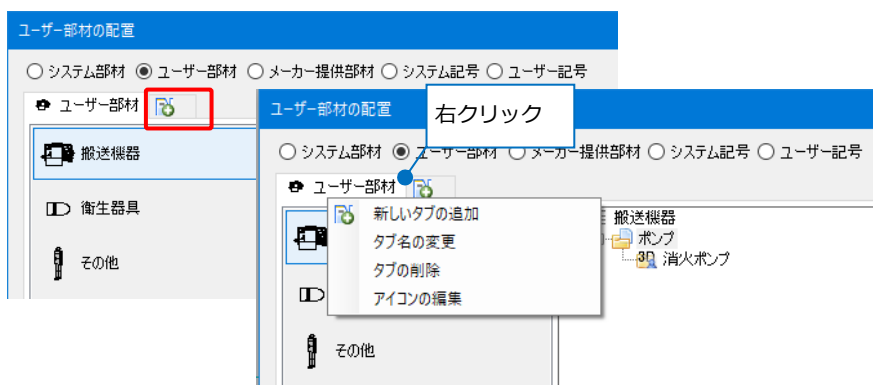 ユーザー部材の配置
システム部材 ユーザー部材 メーカー提供部材 システム記号 ユーザー記号
ユーザー部材
搬送機器
衛生器具
その他
ユーザー部材の配置
右クリック
システム部材 ユーザー部材 メーカー提供部材 システム記号 ユーザー記号
ユーザー部材
新しいタブの追加
タブ名の変更
タブの削除
アイコンの編集
搬送機器
ポンプ
3D 消火ポンプ
その他